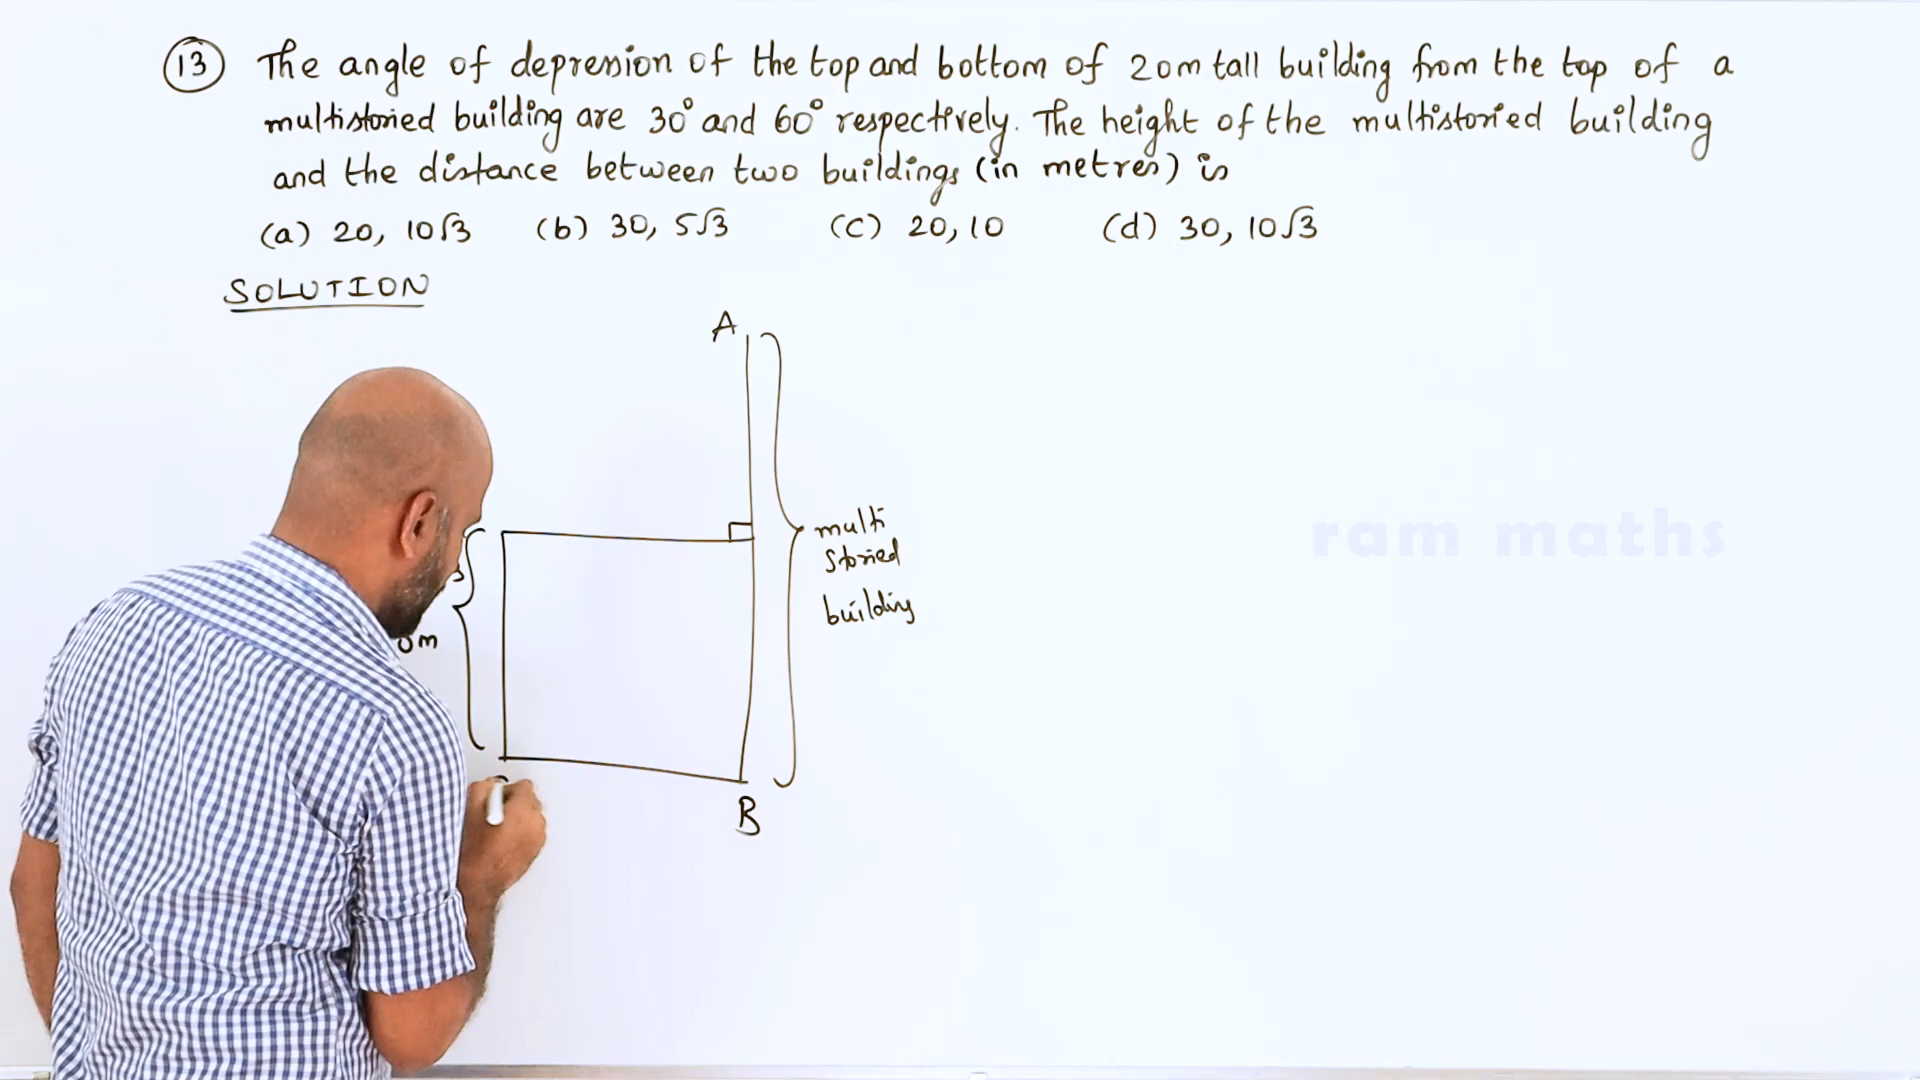 13 The angle of depression of the top and bottom of 20m tall building from the top of a
multistoried building are 30° and 60° respectively. The height of the multistoried building
and the distance between two buildings (in metres) is
(a) 20, 10√3 (b) 30, 5√3 (c) 20, 10 (d) 30, 10√3
SOLUTION
A
multi
storied
building
m
B
ram maths